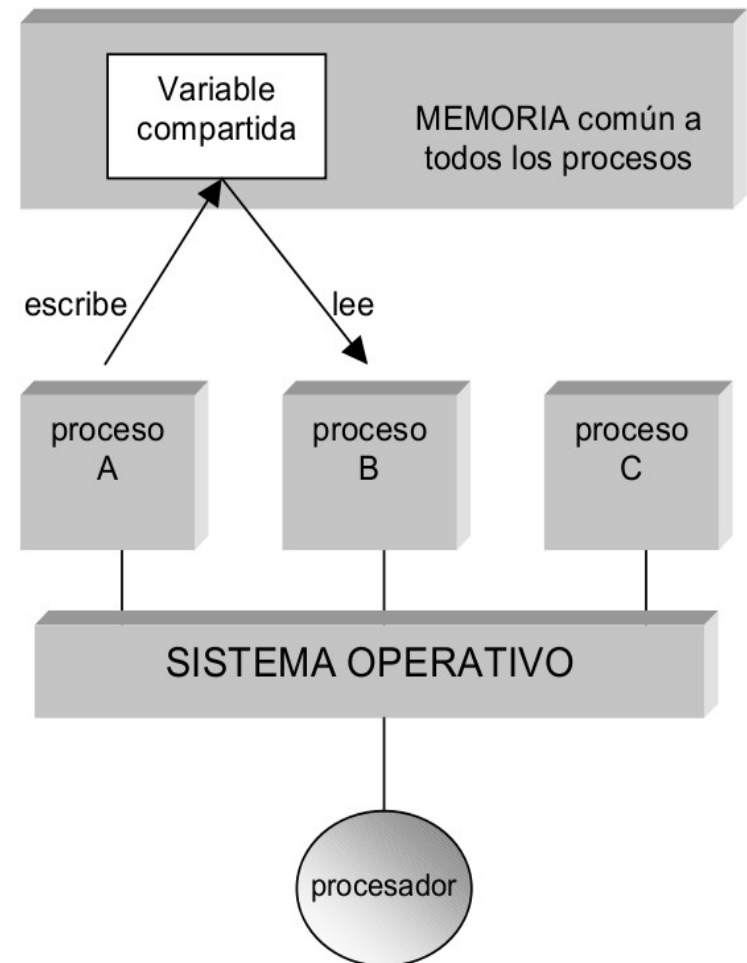 Variable
compartida
MEMORIA común a
todos los procesos
escribe
lee
proceso
A
proceso
B
proceso
C
SISTEMA OPERATIVO
procesador